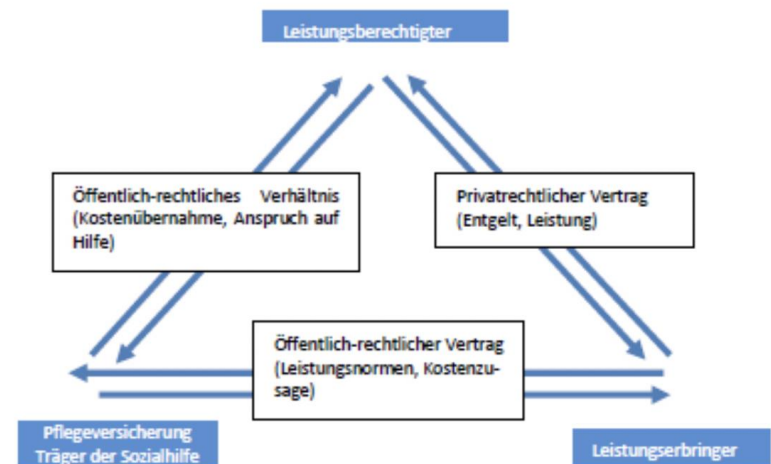 Leistungsberechtigter
Öffentlich-rechtliches Verhältnis
(Kostenübernahme, Anspruch auf
Hilfe)
Privatrechtlicher Vertrag
(Entgelt, Leistung)
Öffentlich-rechtlicher Vertrag
(Leistungsnormen, Kostenzu-
sage)
Pflegeversicherung
Träger der Sozialhilfe
Leistungserbringer